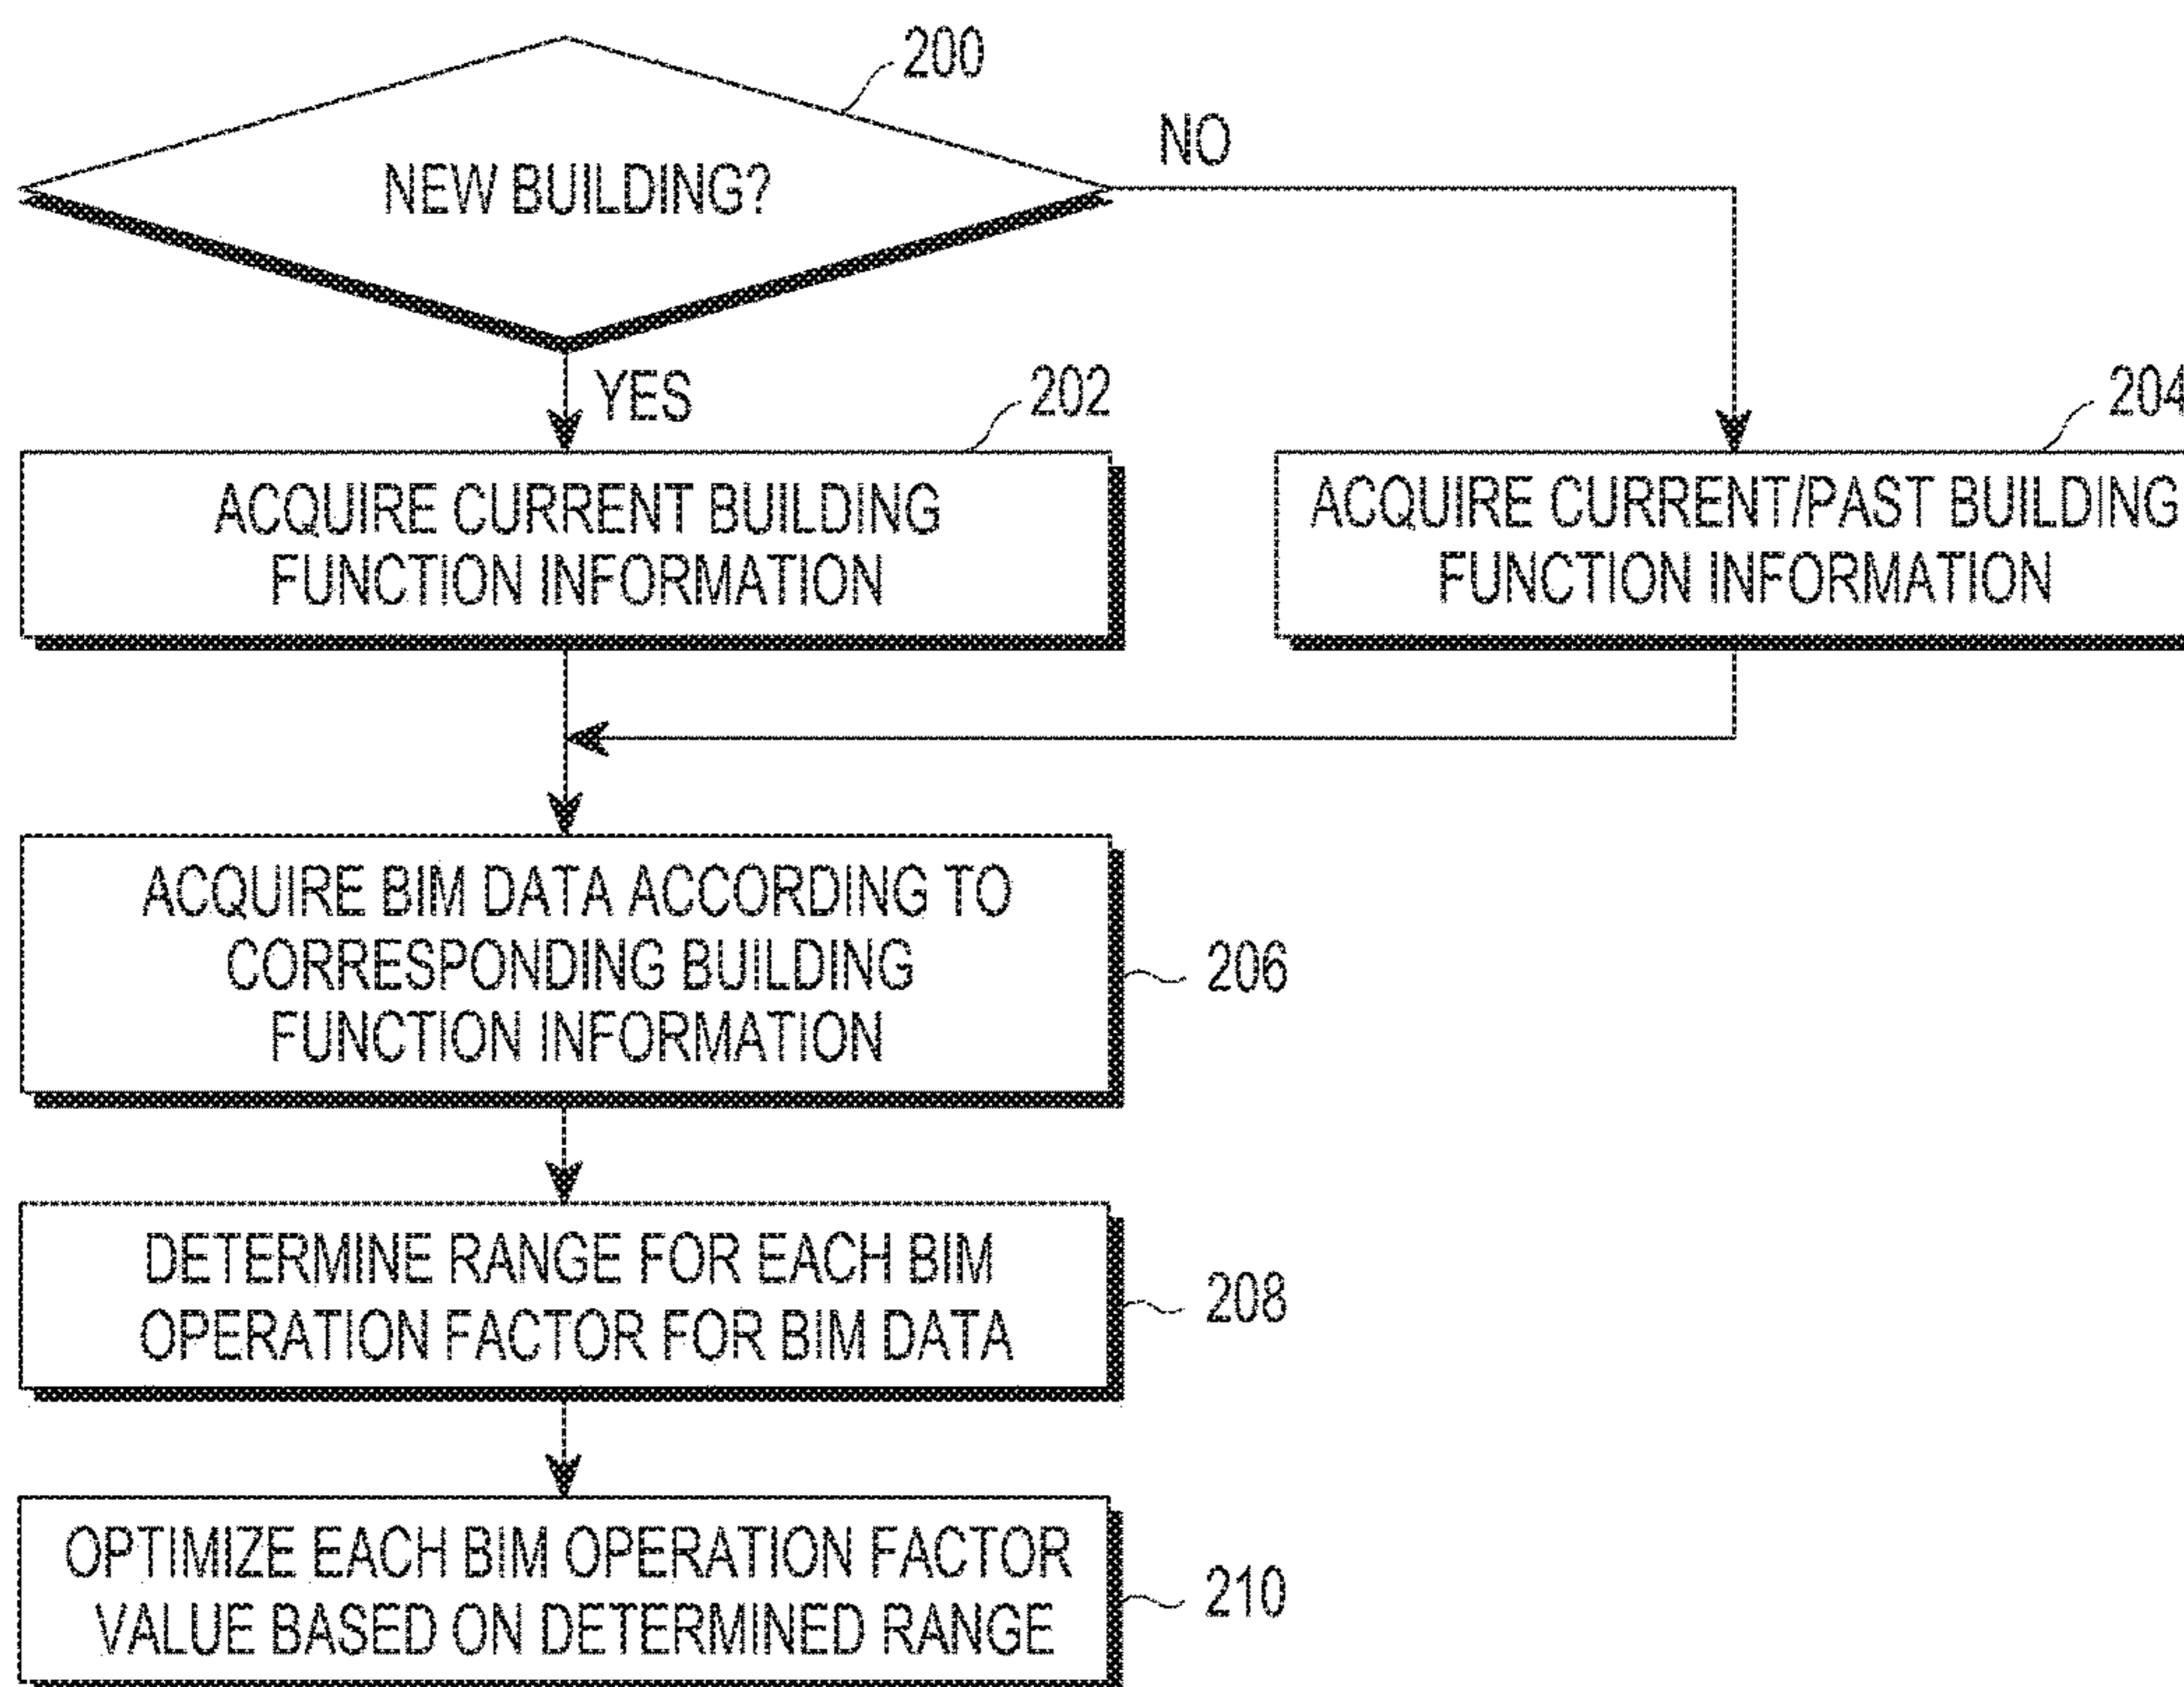 200
NEW BUILDING?
NO
YES
202
204
ACQUIRE CURRENT BUILDING
FUNCTION INFORMATION
ACQUIRE CURRENT/PAST BUILDING
FUNCTION INFORMATION
ACQUIRE BIM DATA ACCORDING TO
CORRESPONDING BUILDING
FUNCTION INFORMATION
206
DETERMINE RANGE FOR EACH BIM
OPERATION FACTOR FOR BIM DATA
208
OPTIMIZE EACH BIM OPERATION FACTOR
VALUE BASED ON DETERMINED RANGE
210